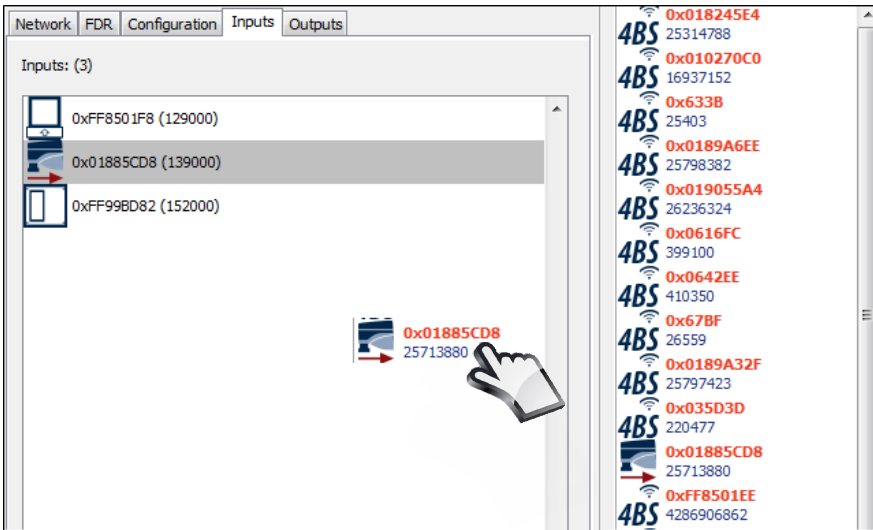 Network
FDR
Configuration
Inputs
Outputs
Inputs: (3)
0xFF8501F8 (129000)
0x01885CD8 (139000)
0xFF99BD82 (152000)
0x01885CD8
25713880
0x018245E4
4BS 25314788
0x010270C0
4BS 16937152
0x633B
4BS 25403
0x0189A6EE
4BS 25798382
0x019055A4
4BS 26236324
0x0616FC
4BS 399100
0x0642EE
4BS 410350
0x67BF
4BS 26559
0x0189A32F
4BS 25797423
0x035D3D
4BS 220477
0x01885CD8
25713880
0xFF8501EE
4BS 4286906862